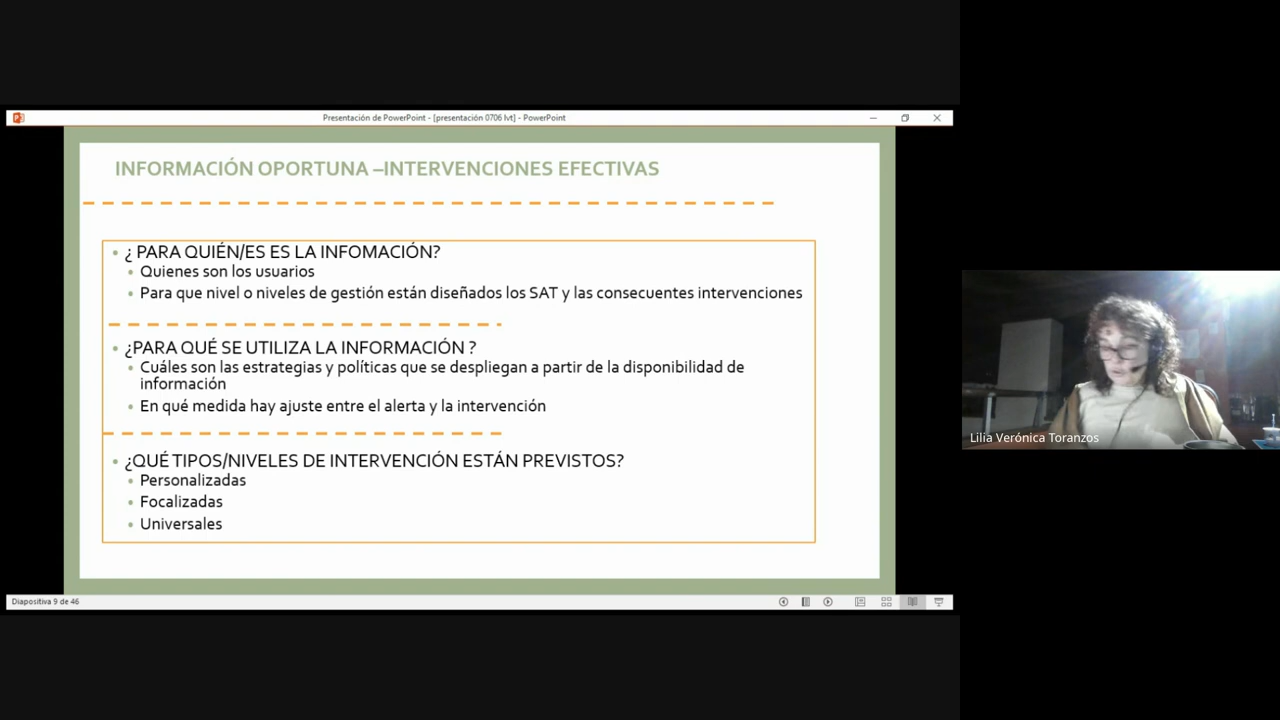 Presentación de PowerPoint - [presentación 0706 lvt] - PowerPoint
INFORMACIÓN OPORTUNA –INTERVENCIONES EFECTIVAS
• ¿ PARA QUIÉN/ES ES LA INFOMACIÓN?
• Quienes son los usuarios
• Para que nivel o niveles de gestión están diseñados los SAT y las consecuentes intervenciones
• ¿PARA QUÉ SE UTILIZA LA INFORMACIÓN ?
• Cuáles son las estrategias y políticas que se despliegan a partir de la disponibilidad de
información
• En qué medida hay ajuste entre el alerta y la intervención
• ¿QUÉ TIPOS/NIVELES DE INTERVENCIÓN ESTÁN PREVISTOS?
• Personalizadas
• Focalizadas
• Universales
Diapositiva 9 de 46
Lilia Verónica Toranzos